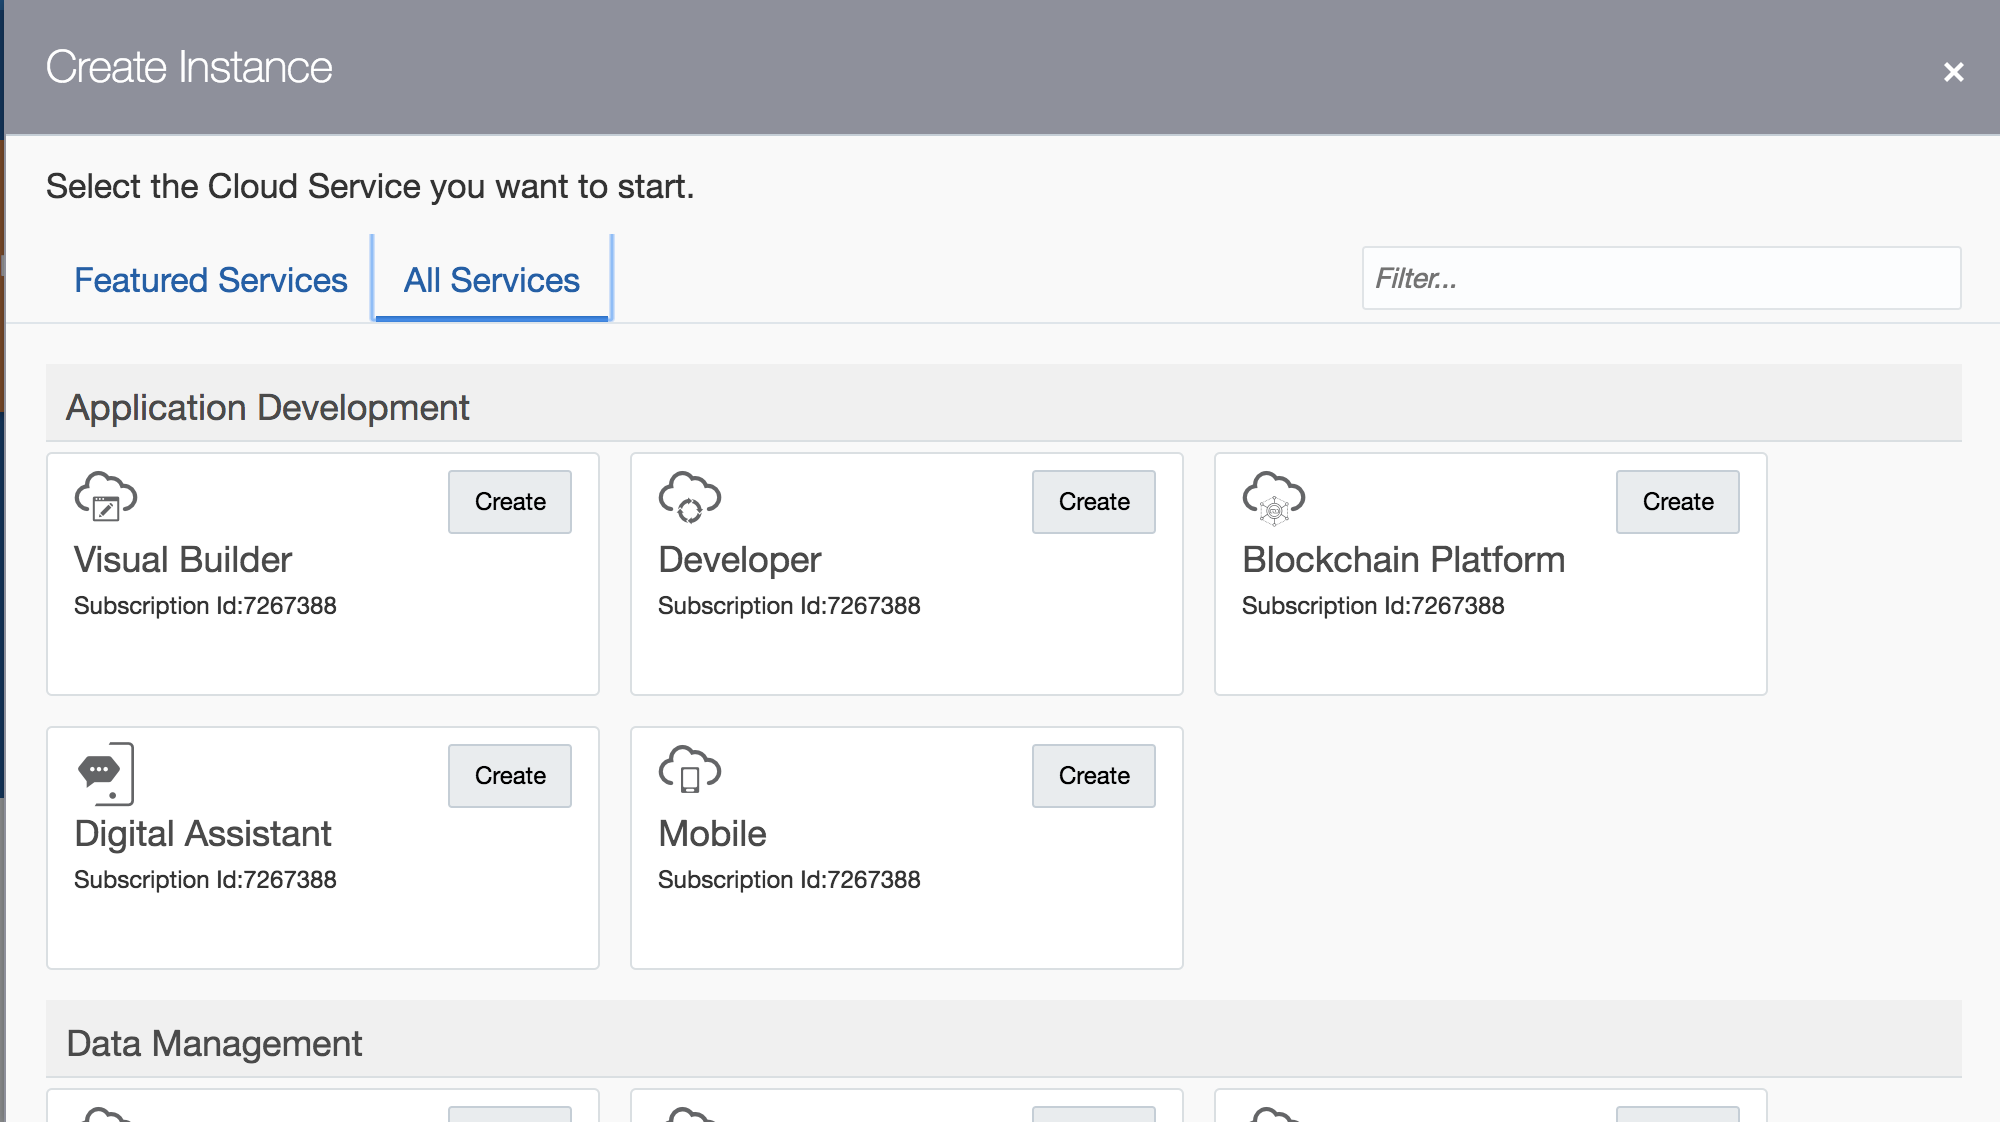 Create Instance
×
Select the Cloud Service you want to start.
Featured Services All Services Filter...
Application Development
Create Create Create
Visual Builder Developer Blockchain Platform
Subscription Id:7267388 Subscription Id:7267388 Subscription Id:7267388
Create Create
Digital Assistant Mobile
Subscription Id:7267388 Subscription Id:7267388
Data Management